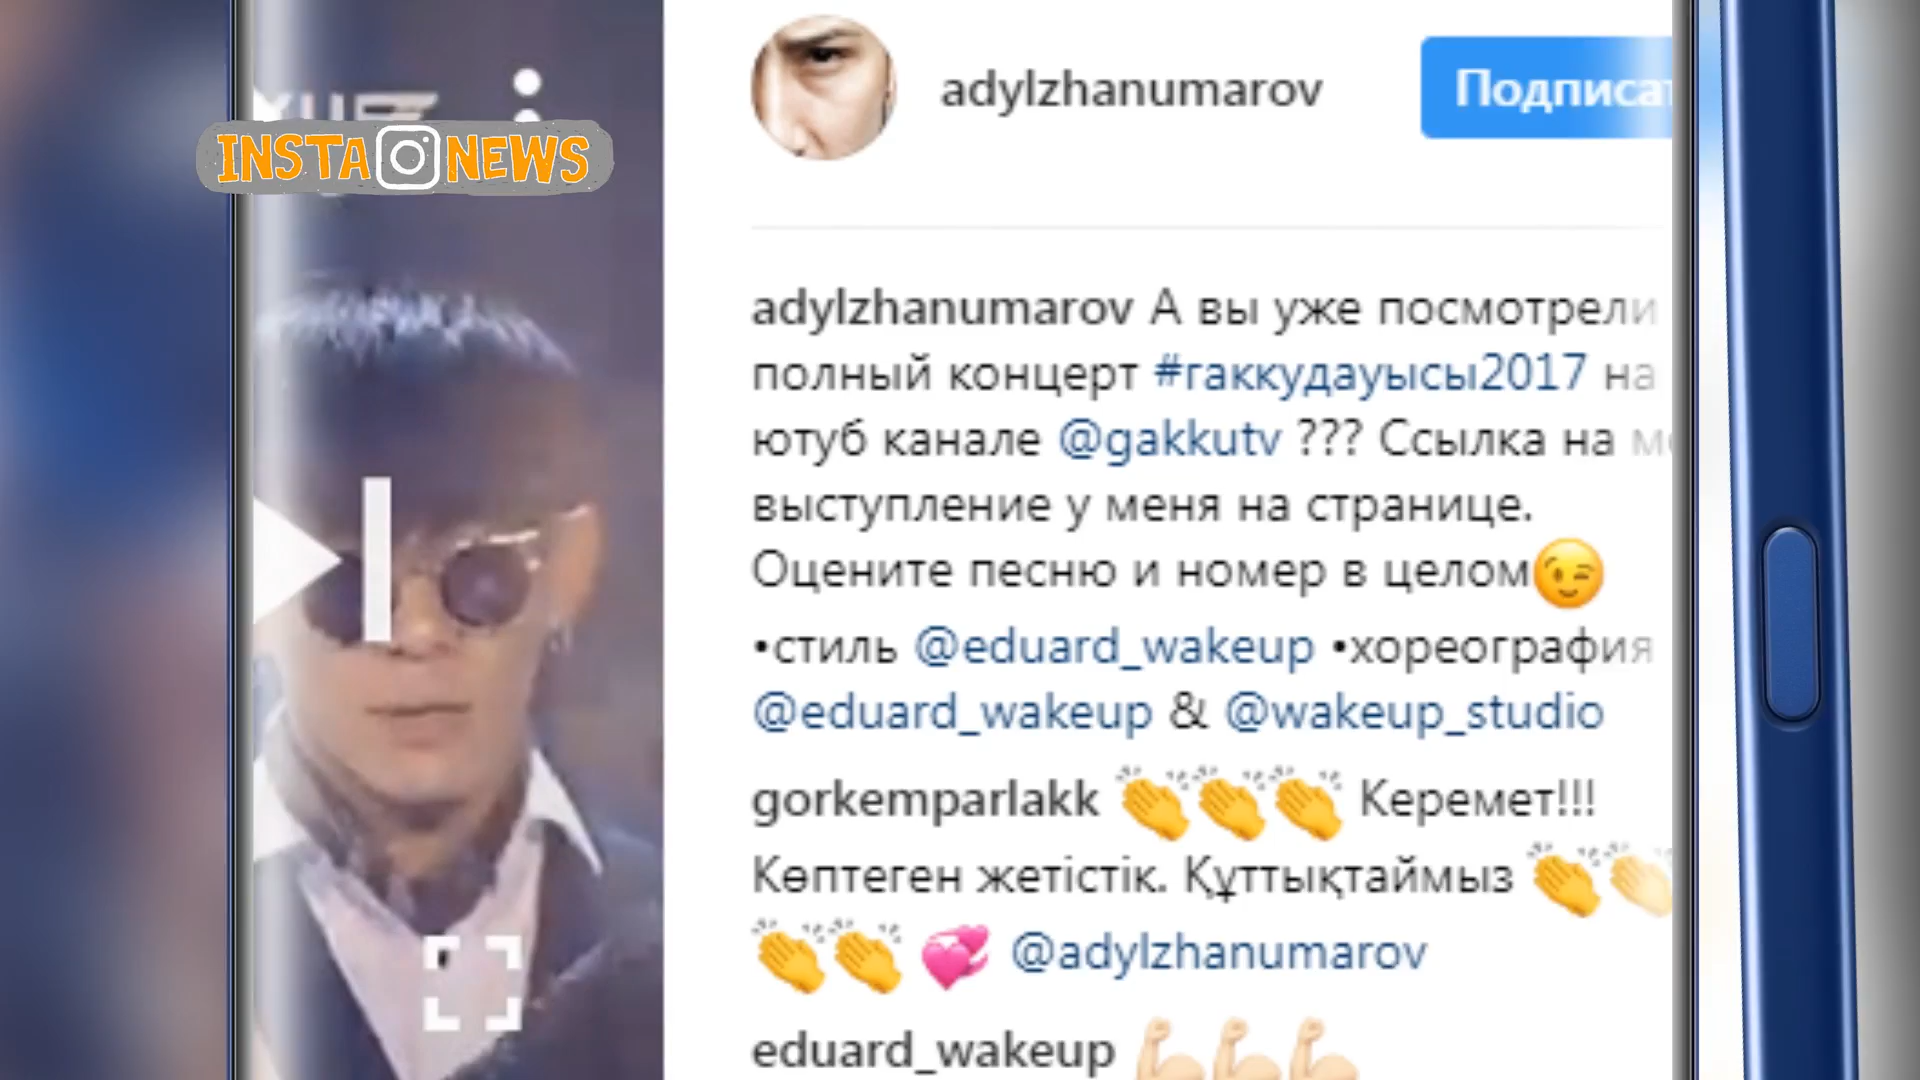 INSTA NEWS
adylzhanumarov
adylzhanumarov А вы уже посмотрели
полный концерт #гаккудауысы2017 на
ютуб канале @gakkutv ??? Ссылка на
выступление у меня на странице.
Оцените песню и номер в целом😉
•стиль @eduard_wakeup •хореография
@eduard_wakeup & @wakeup_studio
gorkemparlakk 👏👏👏 Керемет!!!
Көптеген жетістік. Құттықтаймыз 👏👏
👏👏 💞 @adylzhanumarov
eduard_wakeup 💪🏻💪🏻💪🏻